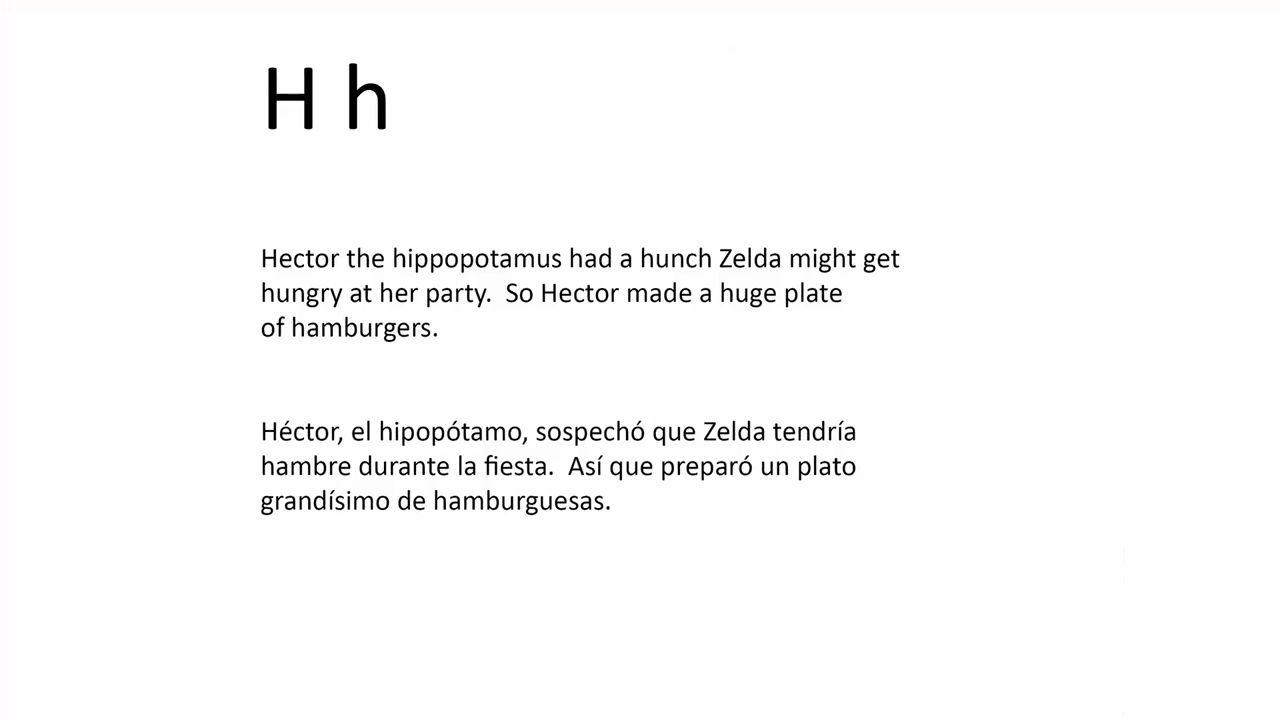 H h
Hector the hippopotamus had a hunch Zelda might get
hungry at her party.  So Hector made a huge plate
of hamburgers.
Héctor, el hipopótamo, sospechó que Zelda tendría
hambre durante la fiesta.  Así que preparó un plato
grandísimo de hamburguesas.